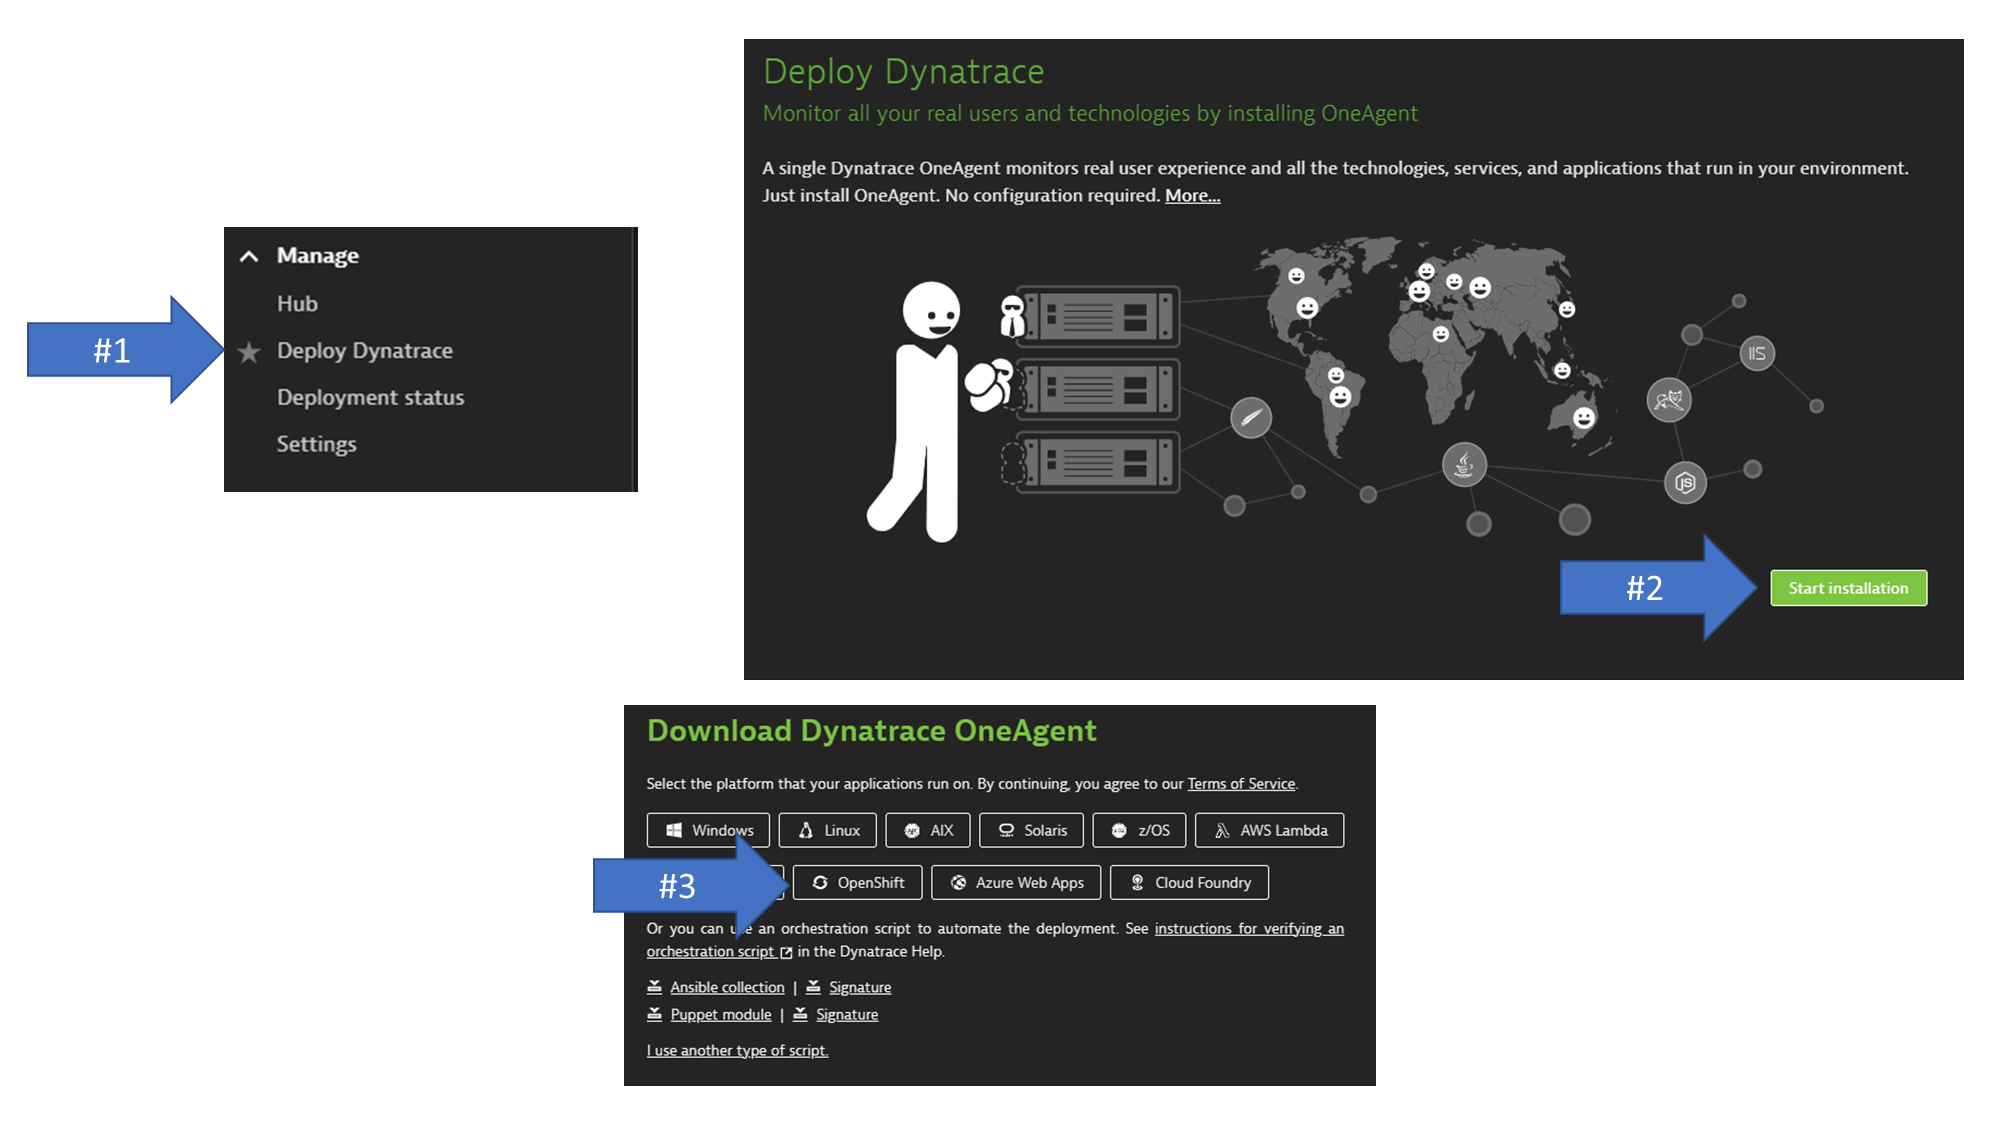 Deploy Dynatrace
Monitor all your real users and technologies by installing OneAgent
A single Dynatrace OneAgent monitors real user experience and all the technologies, services, and applications that run in your environment.
Just install OneAgent. No configuration required. More...
Manage
Hub
#1
Deploy Dynatrace
Deployment status
Settings
IIS
JS
#2
Start installation
Download Dynatrace OneAgent
Select the platform that your applications run on. By continuing, you agree to our Terms of Service.
Windows Linux AIX Solaris z/OS AWS Lambda
#3 OpenShift Azure Web Apps Cloud Foundry
Or you can use an orchestration script to automate the deployment. See instructions for verifying an
orchestration script in the Dynatrace Help.
Ansible collection | Signature
Puppet module | Signature
I use another type of script.